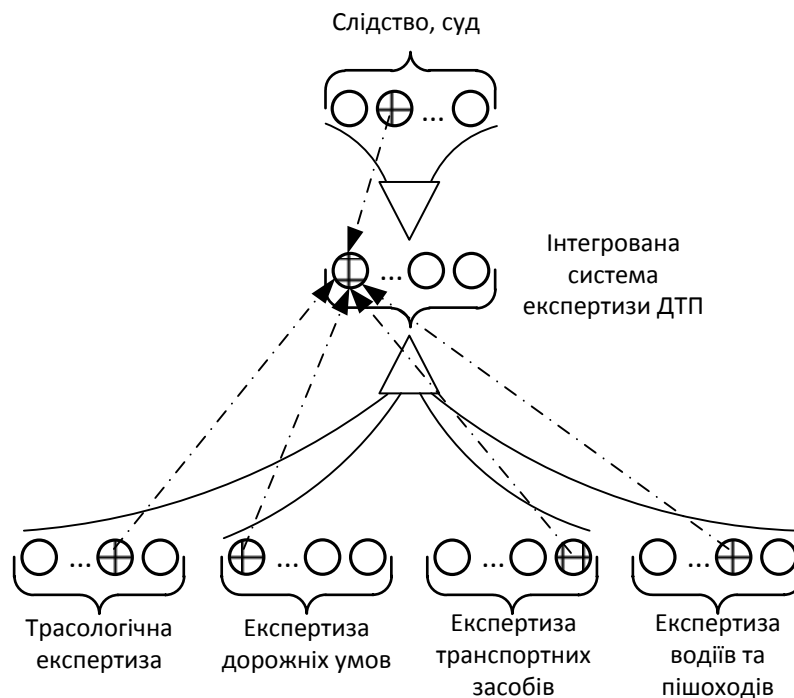 Слідство, суд
...
Інтегрована
система
експертизи ДТП
...
... ... ... ...
Трасологічна
експертиза
Експертиза
дорожніх умов
Експертиза
транспортних
засобів
Експертиза
водіїв та
пішоходів